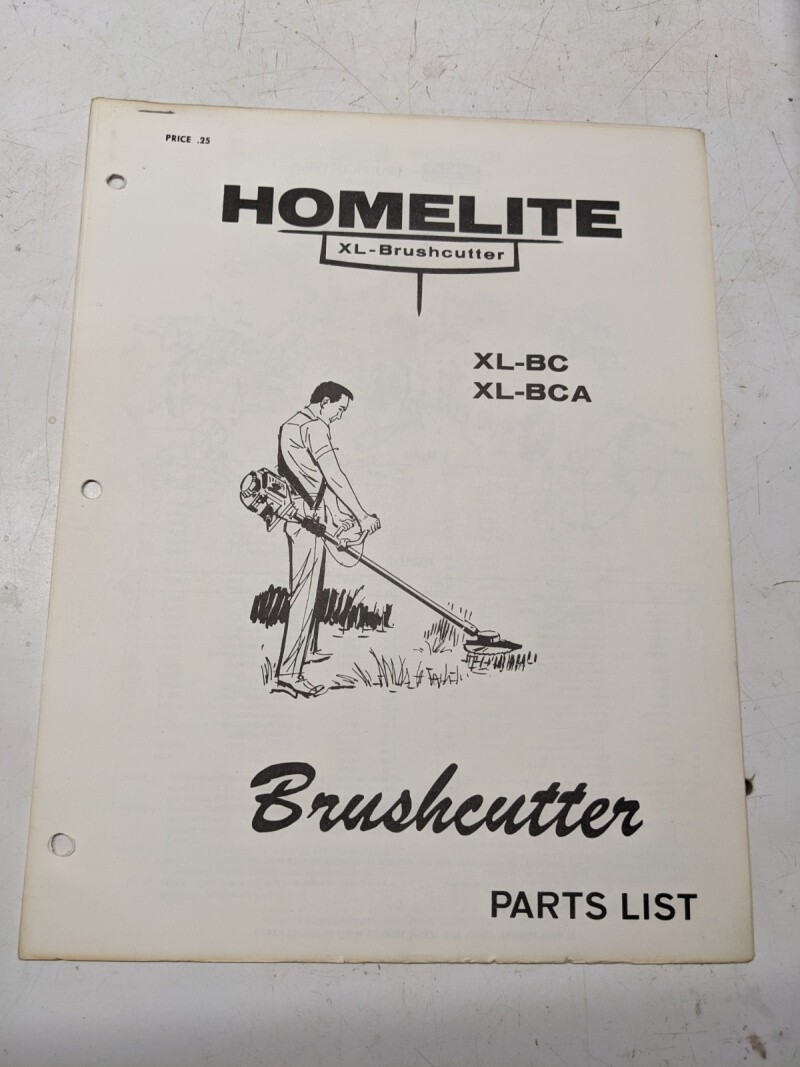 PRICE .25
HOMELITE
XL-Brushcutter
XL-BC
XL-BCA
Brushcutter
PARTS LIST